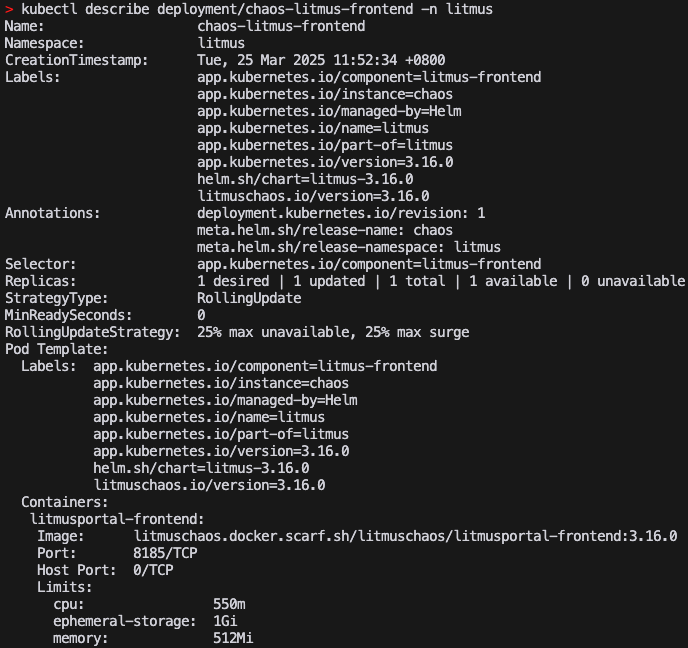 > kubectl describe deployment/chaos-litmus-frontend -n litmus
Name:                   chaos-litmus-frontend
Namespace:              litmus
CreationTimestamp:      Tue, 25 Mar 2025 11:52:34 +0800
Labels:                 app.kubernetes.io/component=litmus-frontend
                        app.kubernetes.io/instance=chaos
                        app.kubernetes.io/managed-by=Helm
                        app.kubernetes.io/name=litmus
                        app.kubernetes.io/part-of=litmus
                        app.kubernetes.io/version=3.16.0
                        helm.sh/chart=litmus-3.16.0
                        litmuschaos.io/version=3.16.0
Annotations:            deployment.kubernetes.io/revision: 1
                        meta.helm.sh/release-name: chaos
                        meta.helm.sh/release-namespace: litmus
Selector:               app.kubernetes.io/component=litmus-frontend
Replicas:               1 desired | 1 updated | 1 total | 1 available | 0 unavailable
StrategyType:           RollingUpdate
MinReadySeconds:        0
RollingUpdateStrategy:  25% max unavailable, 25% max surge
Pod Template:
  Labels:  app.kubernetes.io/component=litmus-frontend
           app.kubernetes.io/instance=chaos
           app.kubernetes.io/managed-by=Helm
           app.kubernetes.io/name=litmus
           app.kubernetes.io/part-of=litmus
           app.kubernetes.io/version=3.16.0
           helm.sh/chart=litmus-3.16.0
           litmuschaos.io/version=3.16.0
  Containers:
   litmusportal-frontend:
    Image:      litmuschaos.docker.scarf.sh/litmuschaos/litmusportal-frontend:3.16.0
    Port:       8185/TCP
    Host Port:  0/TCP
    Limits:
      cpu:                550m
      ephemeral-storage:  1Gi
      memory:             512Mi